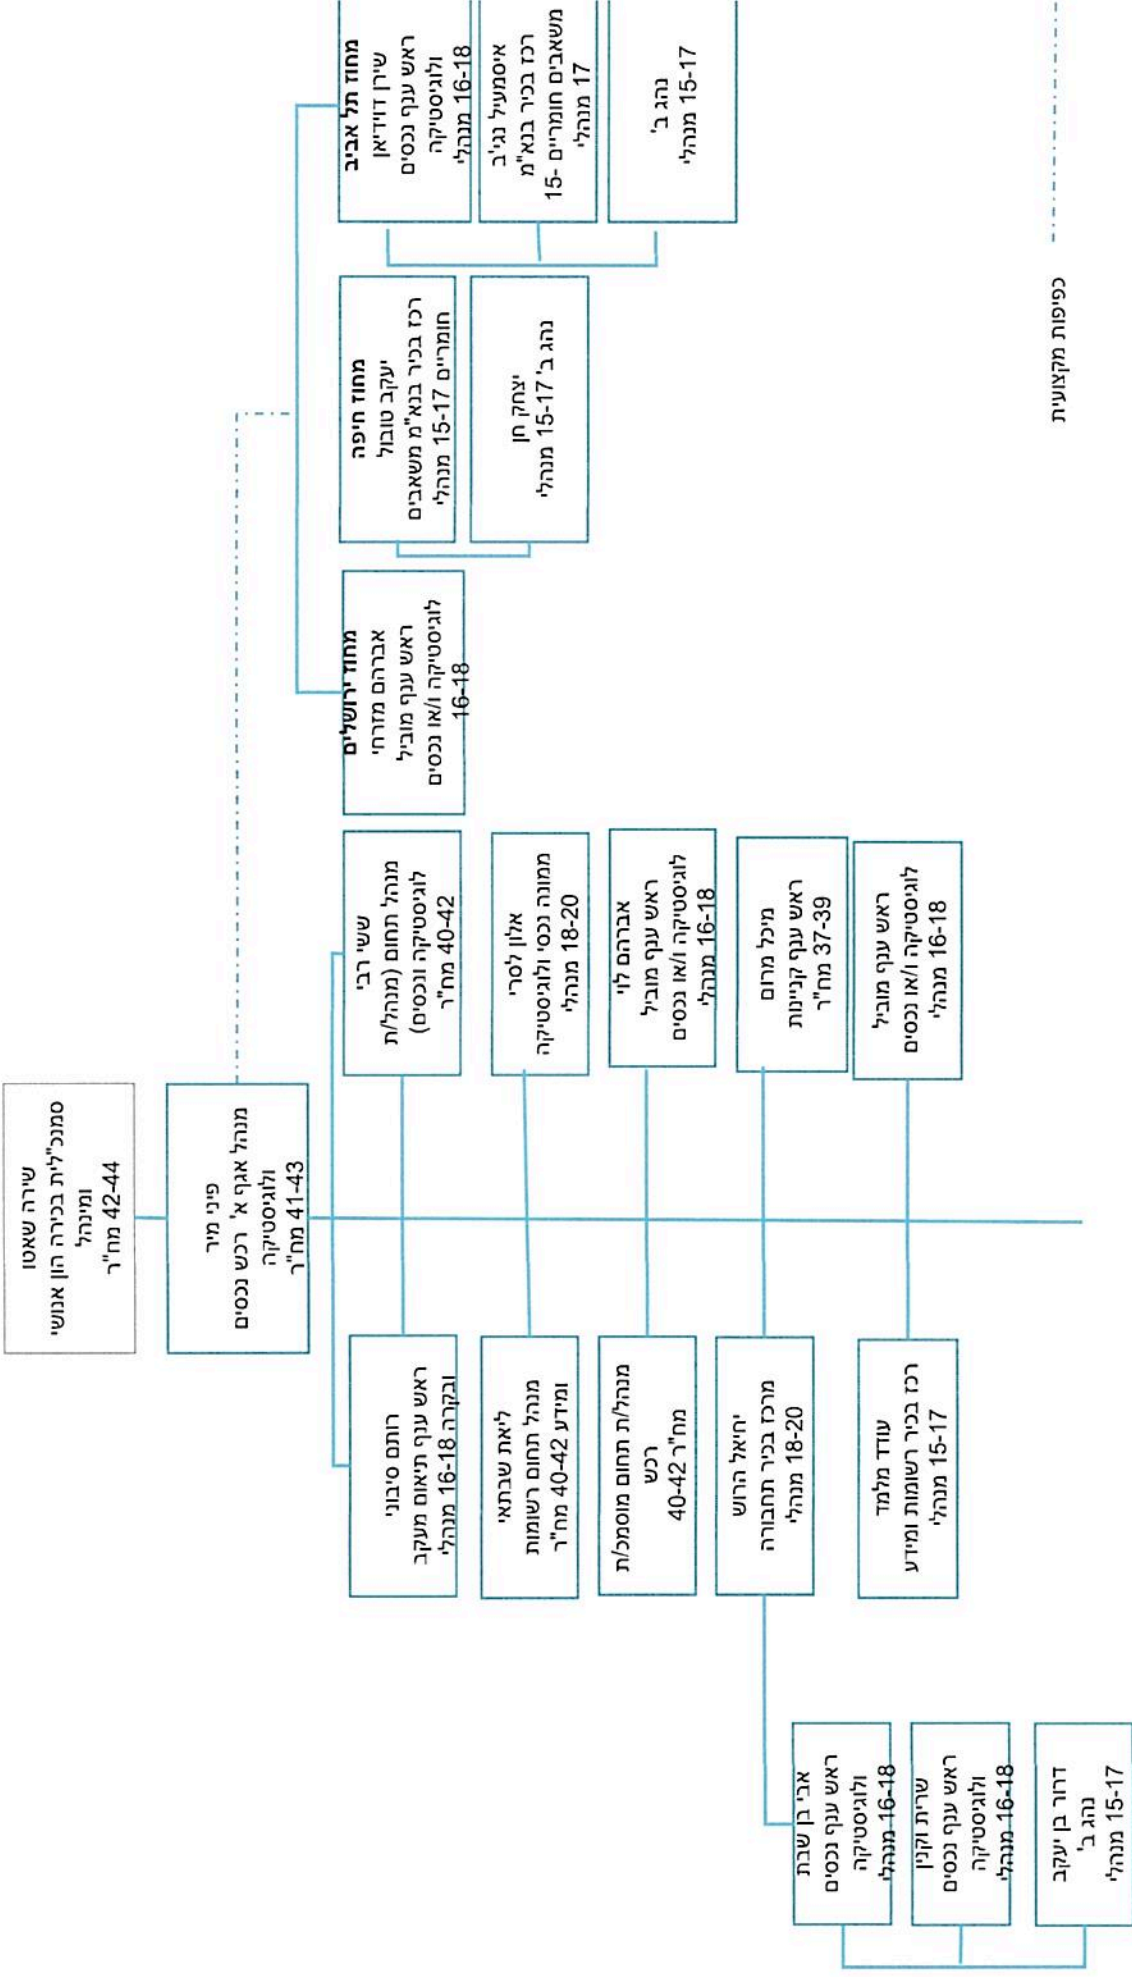 שירה שאטו
סמנכ"לית בכירה הון אנושי
ומינהל
42-44 מח"ר
פיני מיר
מנהל אגף א' רכש נכסים
ולוגיסטיקה
41-43 מח"ר
רותם סיבוני
ראש ענף תיאום מעקב
ובקרה 16-18 מנהלי
ששי רבי
מנהל תחום (מנהל/ת
לוגיסטיקה ונכסים)
40-42 מח"ר
ליאת שבתאי
מנהל תחום רשומות
ומידע 40-42 מח"ר
אלון לסרי
ממונה נכסי ולוגיסטיקה
18-20 מנהלי
מנהל/ת תחום מוסמכ/ת
רכש
40-42 מח"ר
אברהם לוי
ראש ענף מוביל
לוגיסטיקה ו/או נכסים
16-18 מנהלי
יחיאל הרוש
מרכז בכיר תחבורה
18-20 מנהלי
מיכל מרום
ראש ענף קניינות
37-39 מח"ר
עודד מלמד
רכז בכיר רשומות ומידע
15-17 מנהלי
ראש ענף מוביל
לוגיסטיקה ו/או נכסים
16-18 מנהלי
אבי בן שבת
ראש ענף נכסים
ולוגיסטיקה
16-18 מנהלי
שרית וקנין
ראש ענף נכסים
ולוגיסטיקה
16-18 מנהלי
דרור בן יעקב
נהג ב'
15-17 מנהלי
מחוז ירושלים
אברהם מזרחי
ראש ענף מוביל
לוגיסטיקה ו/או נכסים
16-18
מחוז חיפה
יעקב טובול
רכז בכיר בנא"מ משאבים
חומריים 15-17 מנהלי
יצחק חן
נהג ב' 15-17 מנהלי
מחוז תל אביב
שירן דוידיאן
ראש ענף נכסים
ולוגיסטיקה
16-18 מנהלי
איסמעיל נגי'ב
רכז בכיר בנא"מ
משאבים חומריים 15-
17 מנהלי
נהג ב'
15-17 מנהלי
כפיפות מקצועית